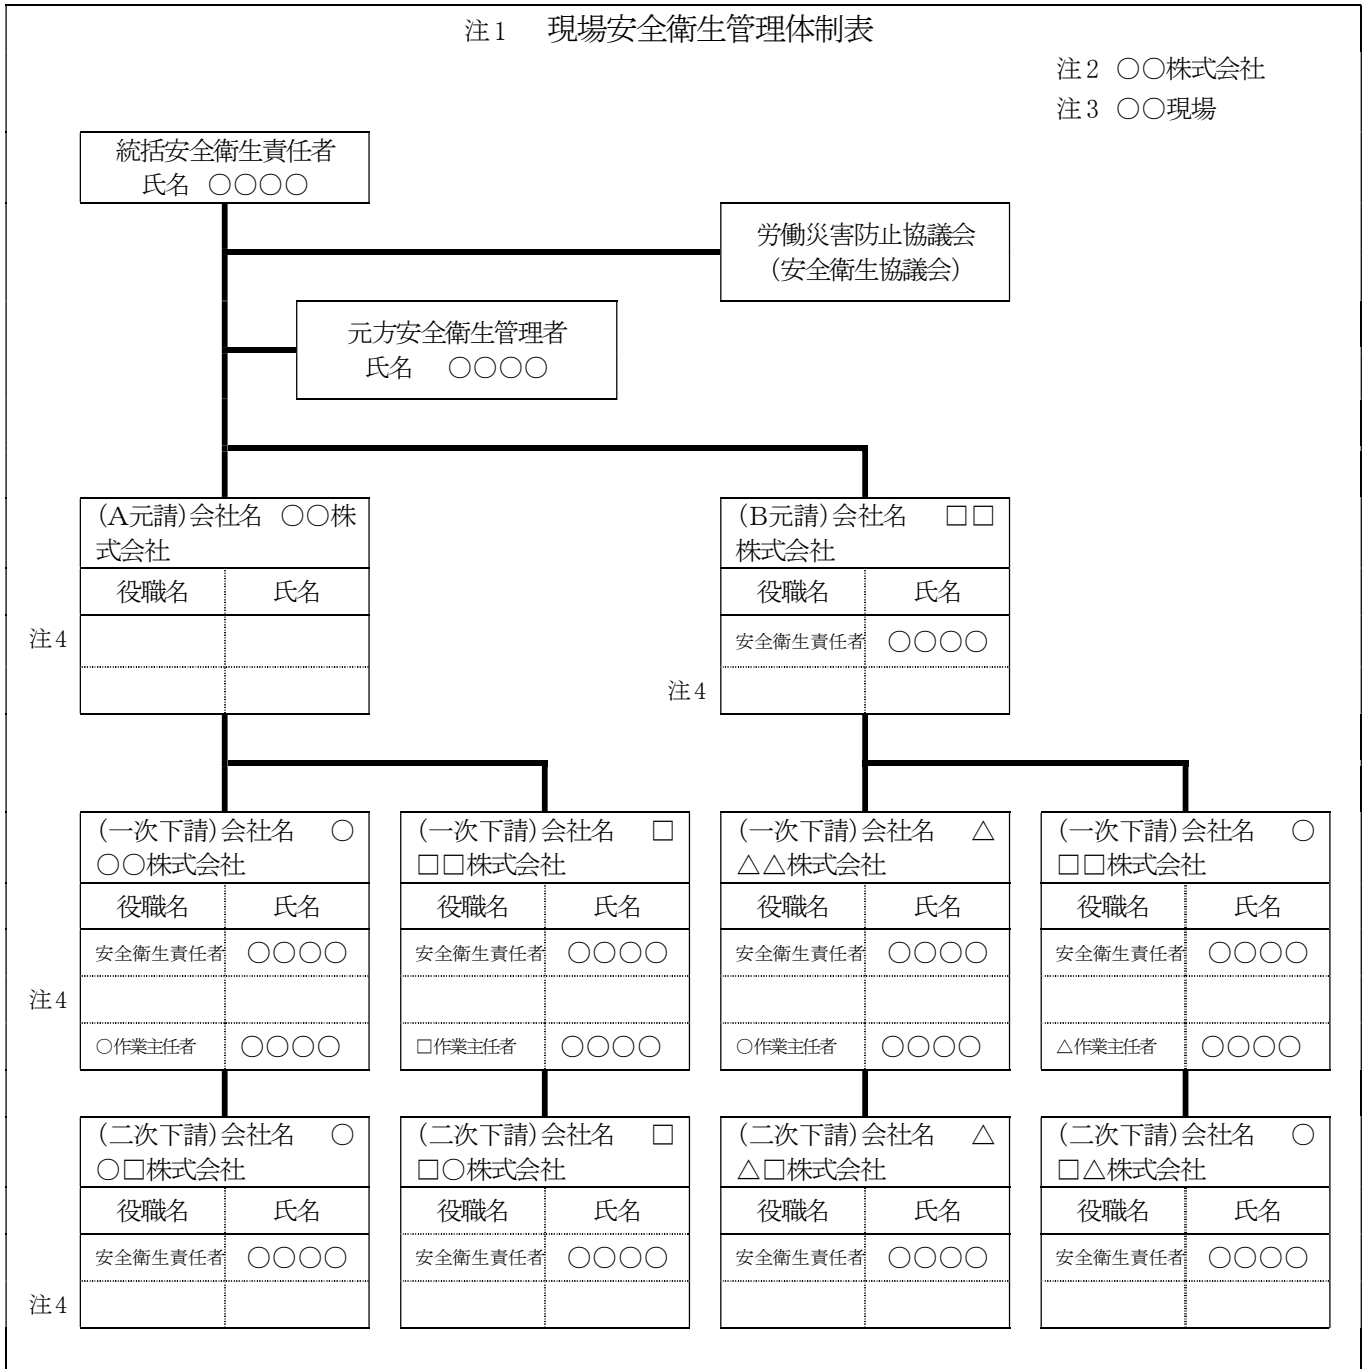 注1 現場安全衛生管理体制表
注2 ○○株式会社
注3 ○○現場
統括安全衛生責任者
氏名 ○○○○
労働災害防止協議会
(安全衛生協議会)
元方安全衛生管理者
氏名 ○○○○
(A元請)会社名 ○○株
式会社
役職名 氏名
注4
(B元請)会社名 □□
株式会社
役職名 氏名
安全衛生責任者 ○○○○
注4
(一次下請)会社名 ○
○○株式会社
役職名 氏名
安全衛生責任者 ○○○○
注4
○作業主任者 ○○○○
(一次下請)会社名 □
□□株式会社
役職名 氏名
安全衛生責任者 ○○○○
□作業主任者 ○○○○
(一次下請)会社名 △
△△株式会社
役職名 氏名
安全衛生責任者 ○○○○
○作業主任者 ○○○○
(一次下請)会社名 ○
□□株式会社
役職名 氏名
安全衛生責任者 ○○○○
△作業主任者 ○○○○
(二次下請)会社名 ○
○□株式会社
役職名 氏名
安全衛生責任者 ○○○○
注4
(二次下請)会社名 □
□○株式会社
役職名 氏名
安全衛生責任者 ○○○○
(二次下請)会社名 △
△□株式会社
役職名 氏名
安全衛生責任者 ○○○○
(二次下請)会社名 ○
□△株式会社
役職名 氏名
安全衛生責任者 ○○○○